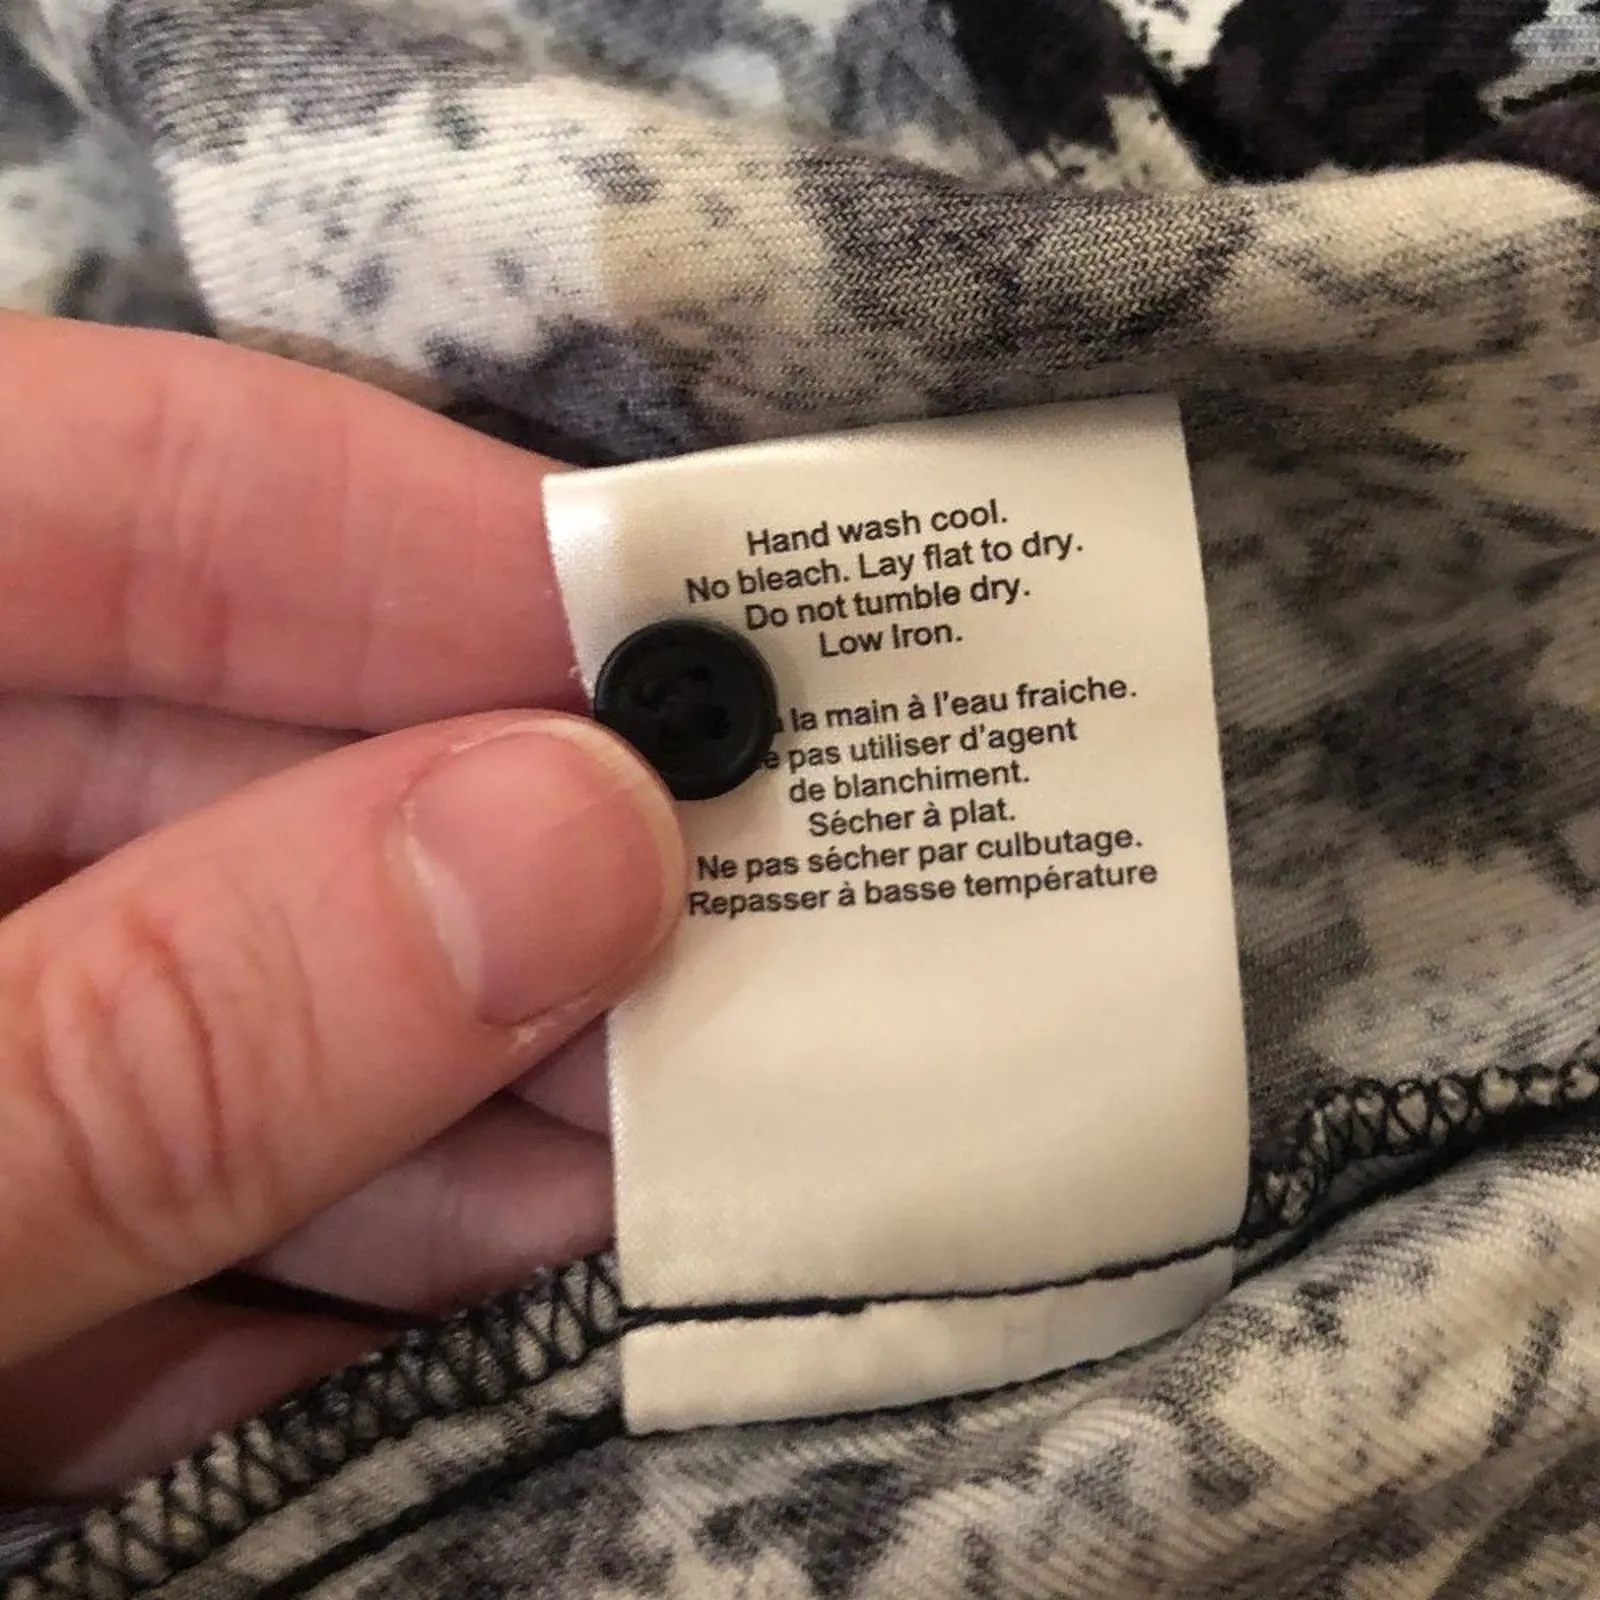 Hand wash cool.
No bleach. Lay flat to dry.
Do not tumble dry.
Low Iron.
la main à l'eau fraiche.
pas utiliser d'agent
de blanchiment.
Sécher à plat.
Ne pas sécher par culbutage.
Repasser à basse température